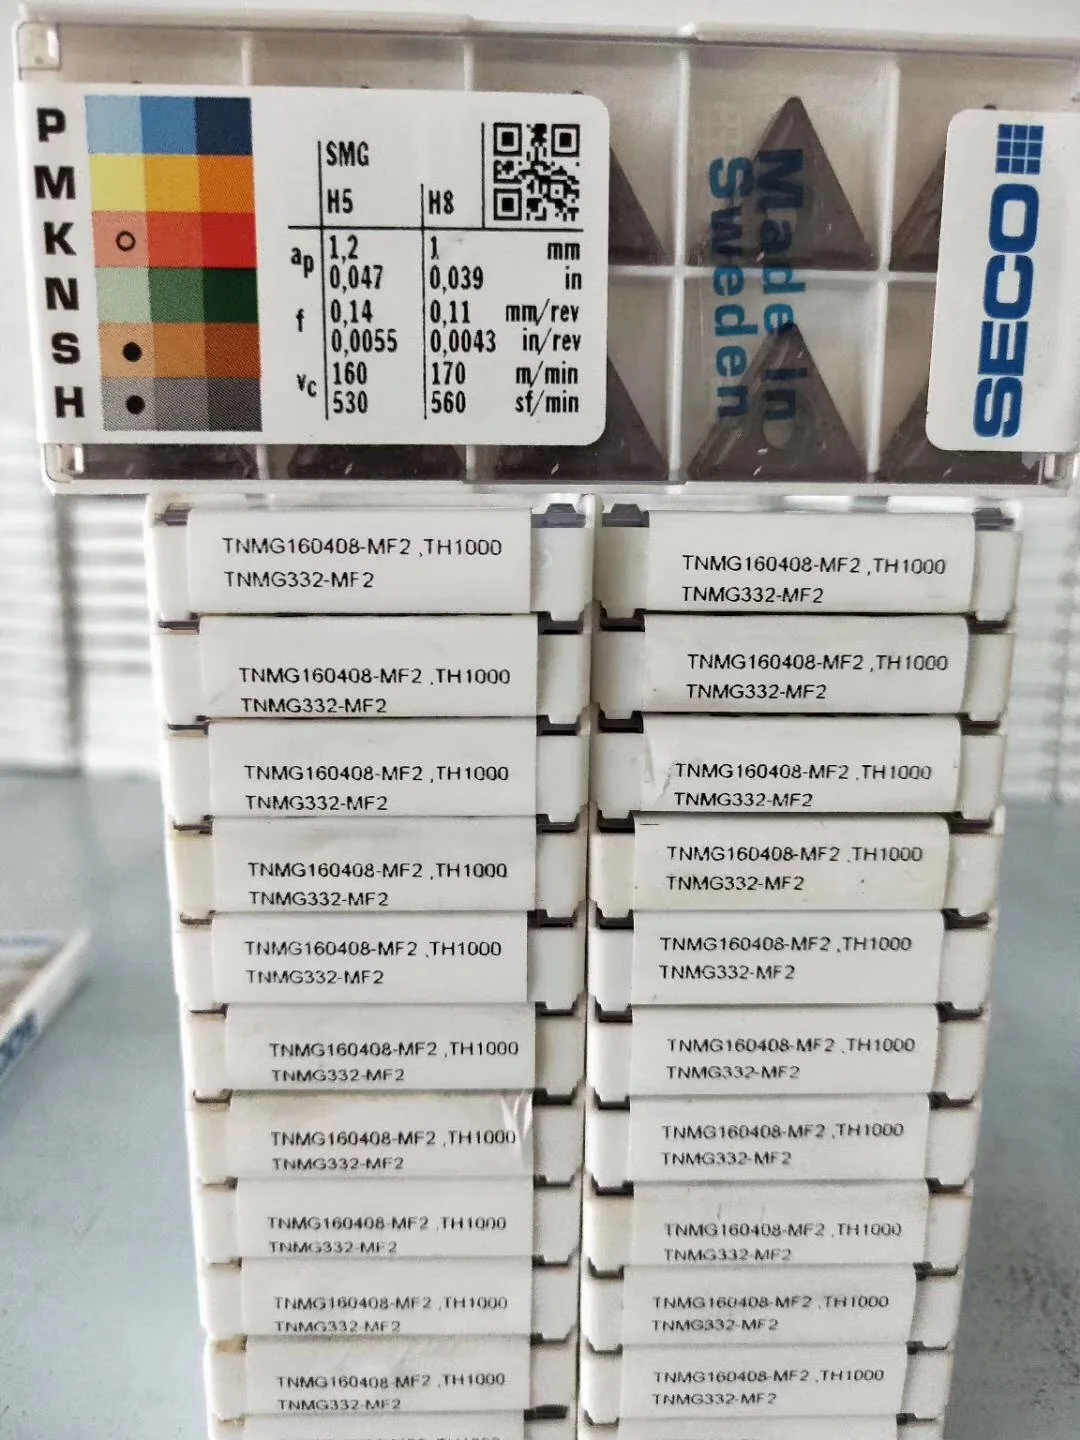 P
M
K
N
S
H
SMG
H5 H8
ap 1,2 1 mm
0,047 0,039 in
f 0,14 0,11 mm/rev
0,0055 0,0043 in/rev
vc 160 170 m/min
530 560 sf/min
Made in
Sweden
SECO
TNMG160408-MF2 ,TH1000
TNMG332-MF2
TNMG160408-MF2 ,TH1000
TNMG332-MF2
TNMG160408-MF2 ,TH1000
TNMG332-MF2
TNMG160408-MF2 ,TH1000
TNMG332-MF2
TNMG160408-MF2 ,TH1000
TNMG332-MF2
TNMG160408-MF2 ,TH1000
TNMG332-MF2
TNMG160408-MF2 ,TH1000
TNMG332-MF2
TNMG160408-MF2 ,TH1000
TNMG332-MF2
TNMG160408-MF2 ,TH1000
TNMG332-MF2
TNMG160408-MF2 ,TH1000
TNMG332-MF2
TNMG160408-MF2 ,TH1000
TNMG332-MF2
TNMG160408-MF2 ,TH1000
TNMG332-MF2
TNMG160408-MF2 ,TH1000
TNMG332-MF2
TNMG160408-MF2 ,TH1000
TNMG332-MF2
TNMG160408-MF2 ,TH1000
TNMG332-MF2
TNMG160408-MF2 ,TH1000
TNMG332-MF2
TNMG160408-MF2 ,TH1000
TNMG332-MF2
TNMG160408-MF2 ,TH1000
TNMG332-MF2
TNMG160408-MF2 ,TH1000
TNMG332-MF2
TNMG160408-MF2 ,TH1000
TNMG332-MF2